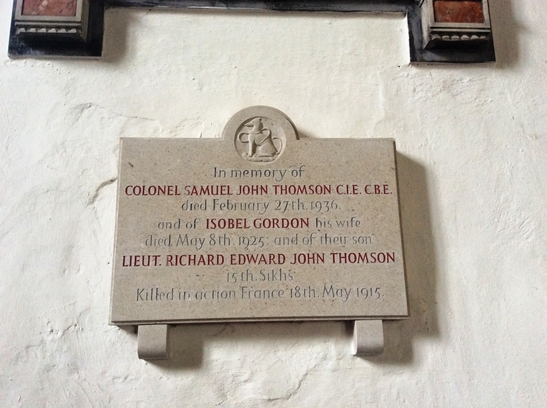 In memory of
COLONEL SAMUEL JOHN THOMSON C.I.E. C.B.E.
died February 27th. 1936.
and of ISOBEL GORDON his wife
died May 8th. 1925: and of their son
LIEUT. RICHARD EDWARD JOHN THOMSON
15th. Sikhs
Killed in action France 18th. May 1915.